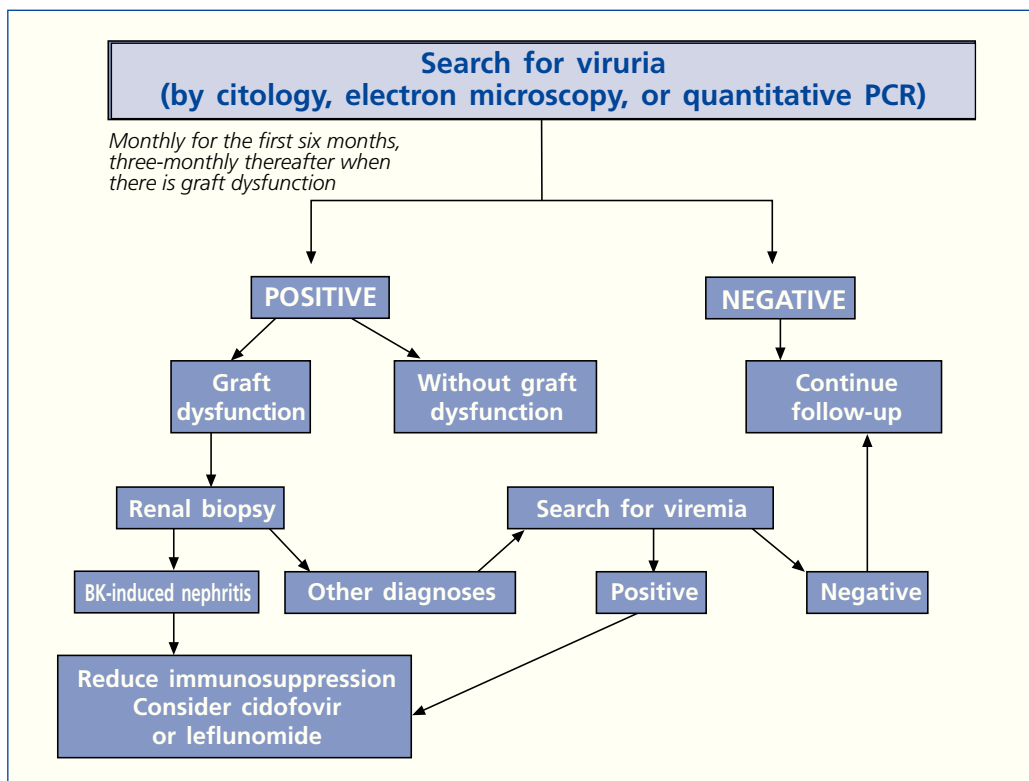 Search for viruria
(by citology, electron microscopy, or quantitative PCR)
Monthly for the first six months,
three-monthly thereafter when
there is graft dysfunction
POSITIVE
NEGATIVE
Graft
dysfunction
Without graft
dysfunction
Continue
follow-up
Renal biopsy
Search for viremia
BK-induced nephritis
Other diagnoses
Positive
Negative
Reduce immunosuppression
Consider cidofovir
or leflunomide